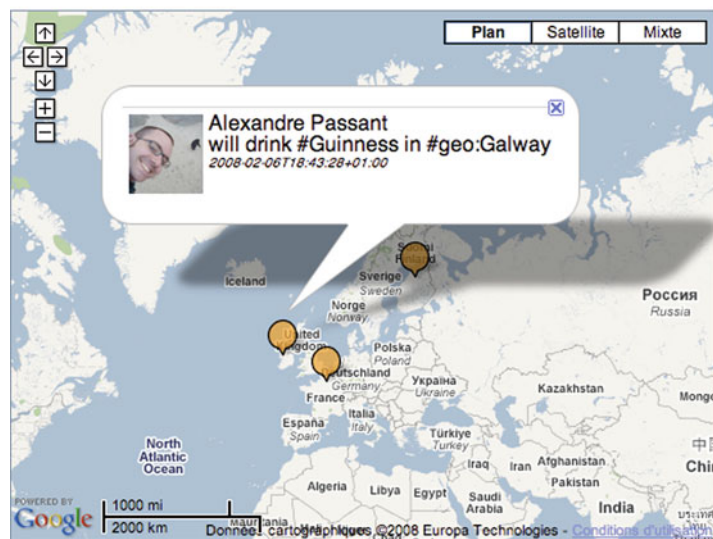 Plan Satellite Mixte
Alexandre Passant
will drink #Guinness in #geo:Galway
2008-02-06T18:43:28+01:00
Suomi
Finland
Iceland
Sverige
Sweden
Norge
Norway
Россия
Russia
United
Kingdom
Polska
Poland
Deutschland
Germany
Україна
Ukraine
France
Kazakhstan
España
Spain
Italia
Italy
Türkiye
Turkey
North
Atlantic
Ocean
Iraq
Iran
Afghanistan
Pakistan
Algeria
Libya
Egypt
Saudi
Arabia
India
POWERED BY
Google
1000 mi
2000 km
cartographiques ©2008 Europa Technologies - Conditions d'utilisation